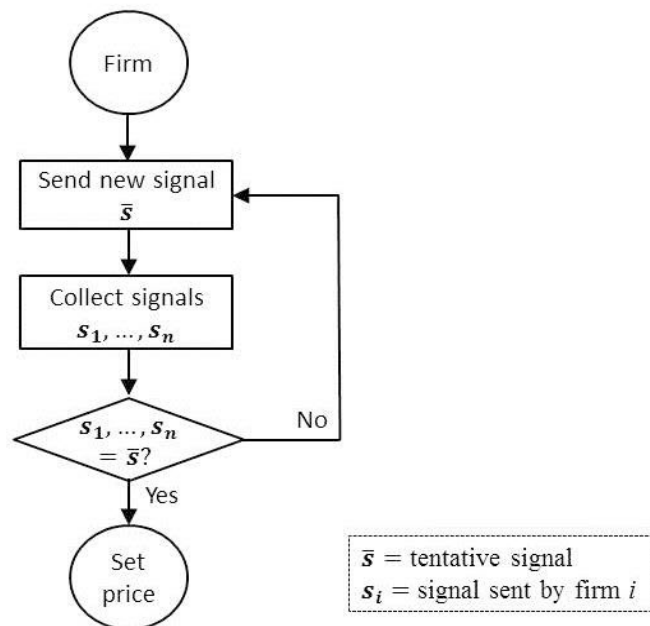 Firm
Send new signal
s̄
Collect signals
s₁, ..., sₙ
s₁, ..., sₙ
= s̄?
No
Yes
Set
price
s̄ = tentative signal
sᵢ = signal sent by firm i